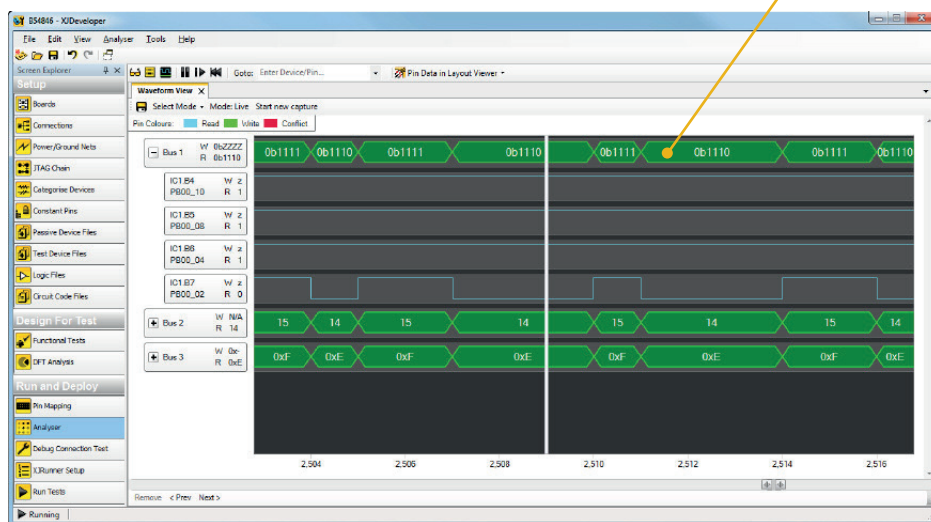 BS4846 - XJDeveloper
File Edit View Analyser Tools Help
Screen Explorer
Goto: Enter Device/Pin...
Pin Data in Layout Viewer
Setup
Waveform View X
Boards
Select Mode Mode: Live Start new capture
Connections
Pin Colours: Read Write Conflict
Power/Ground Nets
JTAG Chain
Categorise Devices
Constant Pins
Passive Device Files
Test Device Files
Logic Files
Circuit Code Files
Design For Test
Functional Tests
DFT Analysis
Run and Deploy
Pin Mapping
Analyser
Debug Connection Test
XJRunner Setup
Run Tests
Bus 1 W 0bZZZZ
R 0b1110
0b1111 0b1110 0b1111 0b1110 0b1111 0b1110 0b1111 0b1110
IC1.B4 W z
PB00_10 R 1
IC1.B5 W z
PB00_08 R 1
IC1.B6 W z
PB00_04 R 1
IC1.B7 W z
PB00_02 R 0
Bus 2 W N/A
R 14
15 14 15 14 15 14 15 14
Bus 3 W 0x-
R 0xE
0xF 0xE 0xF 0xE 0xF 0xE 0xF 0xE
2,504 2,506 2,508 2,510 2,512 2,514 2,516
Remove < Prev Next >
Running